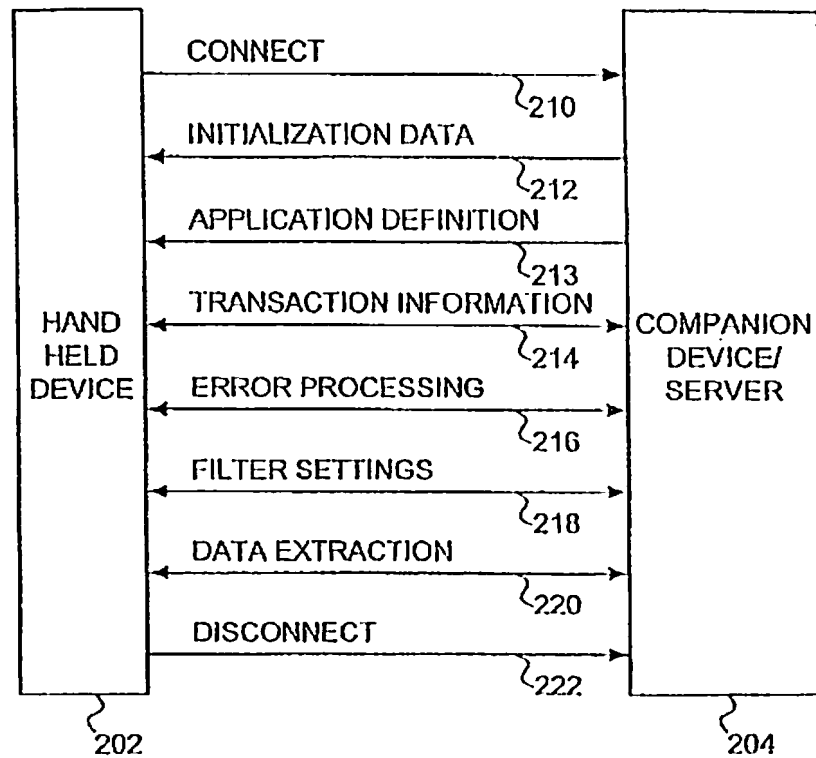 CONNECT
210
INITIALIZATION DATA
212
APPLICATION DEFINITION
213
TRANSACTION INFORMATION
214
HAND
HELD
DEVICE
COMPANION
DEVICE/
SERVER
ERROR PROCESSING
216
FILTER SETTINGS
218
DATA EXTRACTION
220
DISCONNECT
222
202
204